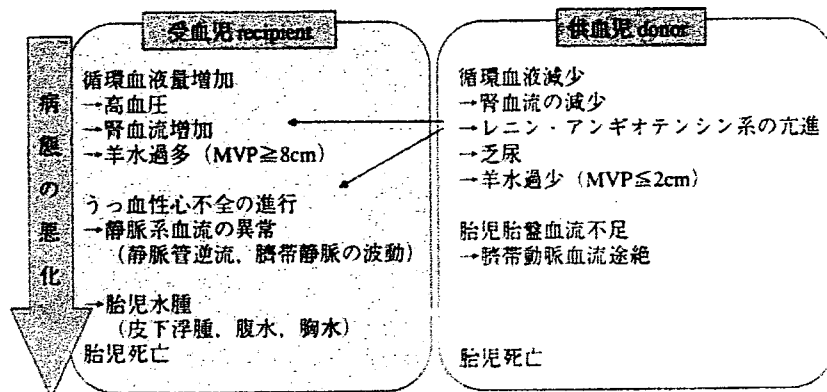 病態の悪化
受血児 recipient
循環血液量増加
→高血圧
→腎血流増加
→羊水過多（MVP≧8cm）
うっ血性心不全の進行
→静脈系血流の異常
（静脈管逆流，臍帯静脈の波動）
→胎児水腫
（皮下浮腫，腹水，胸水）
胎児死亡
供血児 donor
循環血液減少
→腎血流の減少
→レニン・アンギオテンシン系の亢進
→乏尿
→羊水過少（MVP≦2cm）
胎児胎盤血流不足
→臍帯動脈血流途絶
胎児死亡